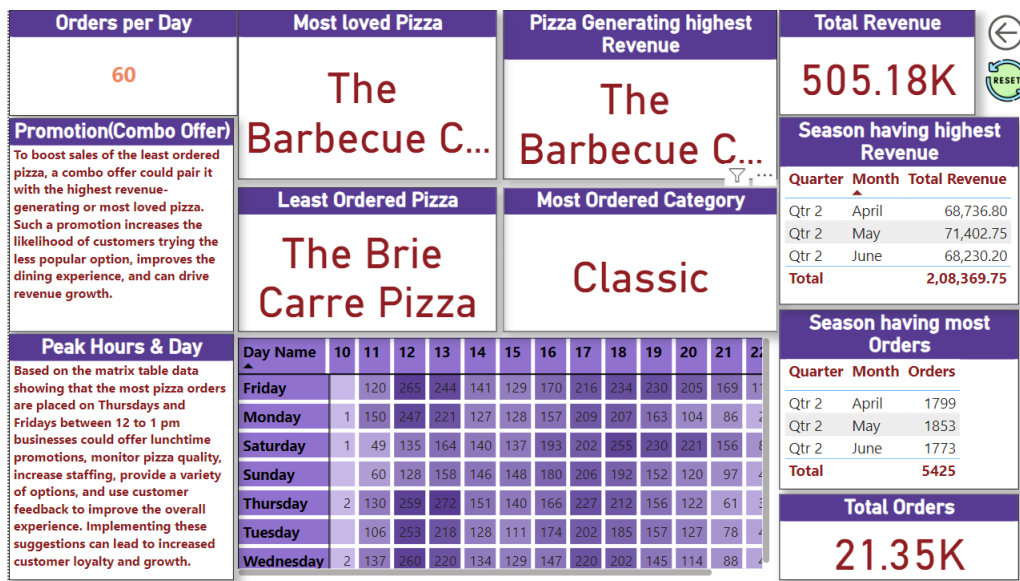 Orders per Day
60
Most loved Pizza
The
Barbecue C...
Pizza Generating highest
Revenue
The
Barbecue C...
Total Revenue
505.18K
RESET
Promotion(Combo Offer)
To boost sales of the least ordered
pizza, a combo offer could pair it
with the highest revenue-
generating or most loved pizza.
Such a promotion increases the
likelihood of customers trying the
less popular option, improves the
dining experience, and can drive
revenue growth.
Least Ordered Pizza
The Brie
Carre Pizza
Most Ordered Category
Classic
Season having highest
Revenue
Quarter Month Total Revenue
Qtr 2 April 68,736.80
Qtr 2 May 71,402.75
Qtr 2 June 68,230.20
Total 2,08,369.75
Peak Hours & Day
Based on the matrix table data
showing that the most pizza orders
are placed on Thursdays and
Fridays between 12 to 1 pm
businesses could offer lunchtime
promotions, monitor pizza quality,
increase staffing, provide a variety
of options, and use customer
feedback to improve the overall
experience. Implementing these
suggestions can lead to increased
customer loyalty and growth.
Day Name 10 11 12 13 14 15 16 17 18 19 20 21
Friday 120 265 244 141 129 170 216 234 230 205 169
Monday 1 150 247 221 127 128 157 209 207 163 104 86
Saturday 1 49 135 164 140 137 193 202 255 230 221 156
Sunday 60 128 158 146 148 180 206 192 152 120 97
Thursday 2 130 259 272 151 140 166 227 212 156 122 61
Tuesday 106 253 218 128 111 174 202 185 157 127 78
Wednesday 2 137 260 220 134 129 147 220 202 145 114 88
Season having most
Orders
Quarter Month Orders
Qtr 2 April 1799
Qtr 2 May 1853
Qtr 2 June 1773
Total 5425
Total Orders
21.35K